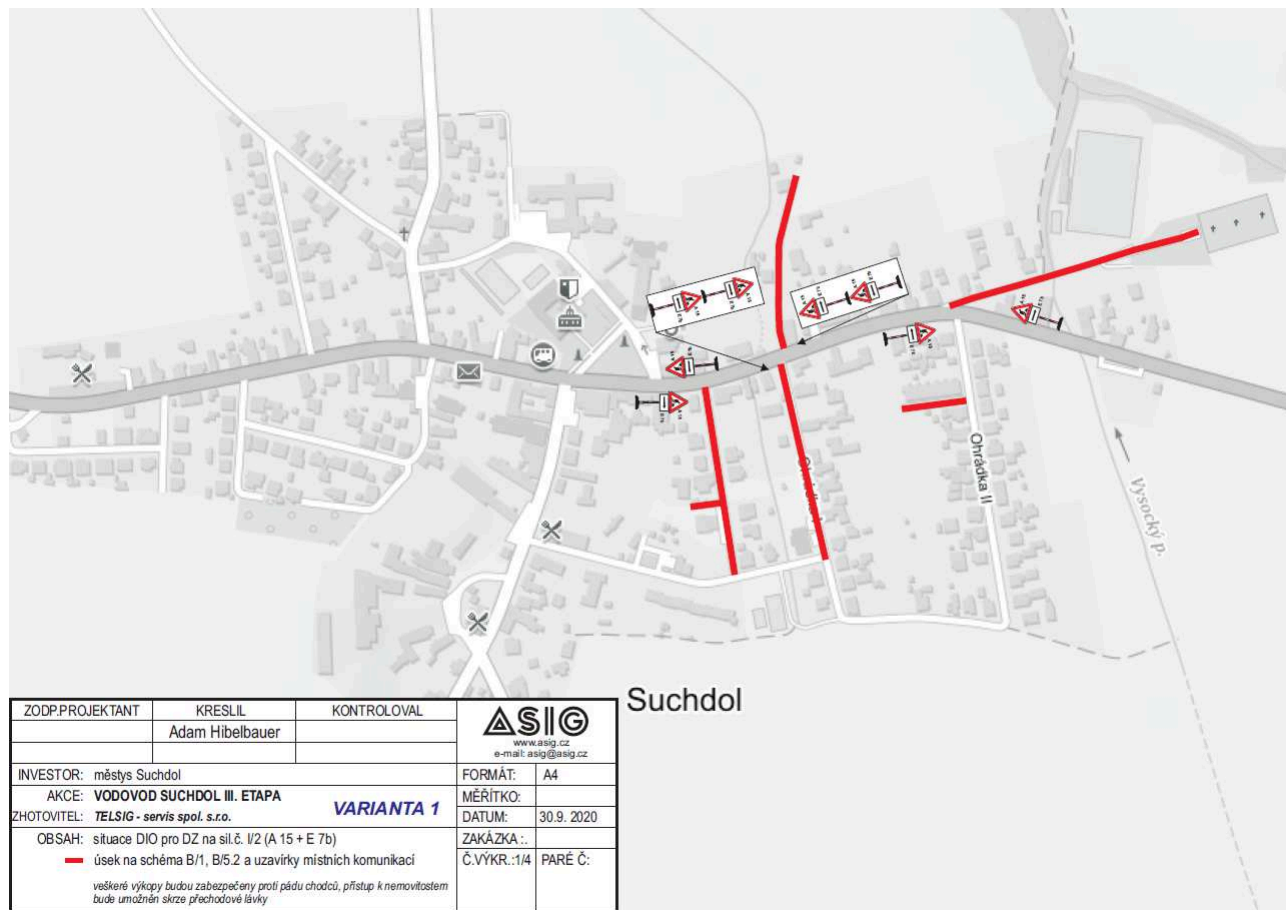 Ohrádka II
Vysocký p.
Suchdol
ZODP.PROJEKTANT KRESLIL KONTROLOVAL
Adam Hibelbauer
ASIG
www.asig.cz
e-mail: asig@asig.cz
INVESTOR: městys Suchdol
FORMÁT: A4
AKCE: VODOVOD SUCHDOL III. ETAPA
VARIANTA 1
MĚŘÍTKO:
ZHOTOVITEL: TELSIG - servis spol. s.r.o.
DATUM: 30.9. 2020
OBSAH: situace DIO pro DZ na sil.č. I/2 (A 15 + E 7b)
ZAKÁZKA :.
úsek na schéma B/1, B/5.2 a uzavírky místních komunikací
Č.VÝKR.:1/4 PARÉ Č:
veškeré výkopy budou zabezpečeny proti pádu chodců, přístup k nemovitostem
bude umožněn skrze přechodové lávky